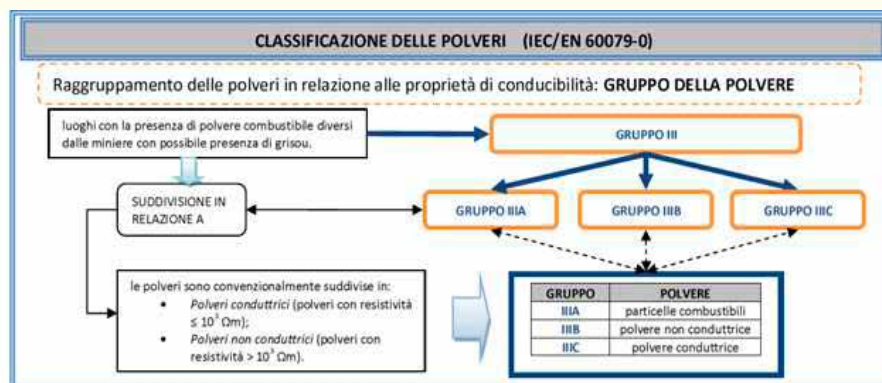 CLASSIFICAZIONE DELLE POLVERI (IEC/EN 60079-0)
Raggruppamento delle polveri in relazione alle proprietà di conducibilità: GRUPPO DELLA POLVERE
luoghi con la presenza di polvere combustibile diversi
dalle miniere con possibile presenza di grisou.
GRUPPO III
SUDDIVISIONE IN
RELAZIONE A
GRUPPO IIIA
GRUPPO IIIB
GRUPPO IIIC
le polveri sono convenzionalmente suddivise in:
• Polveri conduttrici (polveri con resistività
≤ 10³ Ωm);
• Polveri non conduttrici (polveri con
resistività > 10³ Ωm).
GRUPPO POLVERE
IIIA particelle combustibili
IIIB polvere non conduttrice
IIIC polvere conduttrice